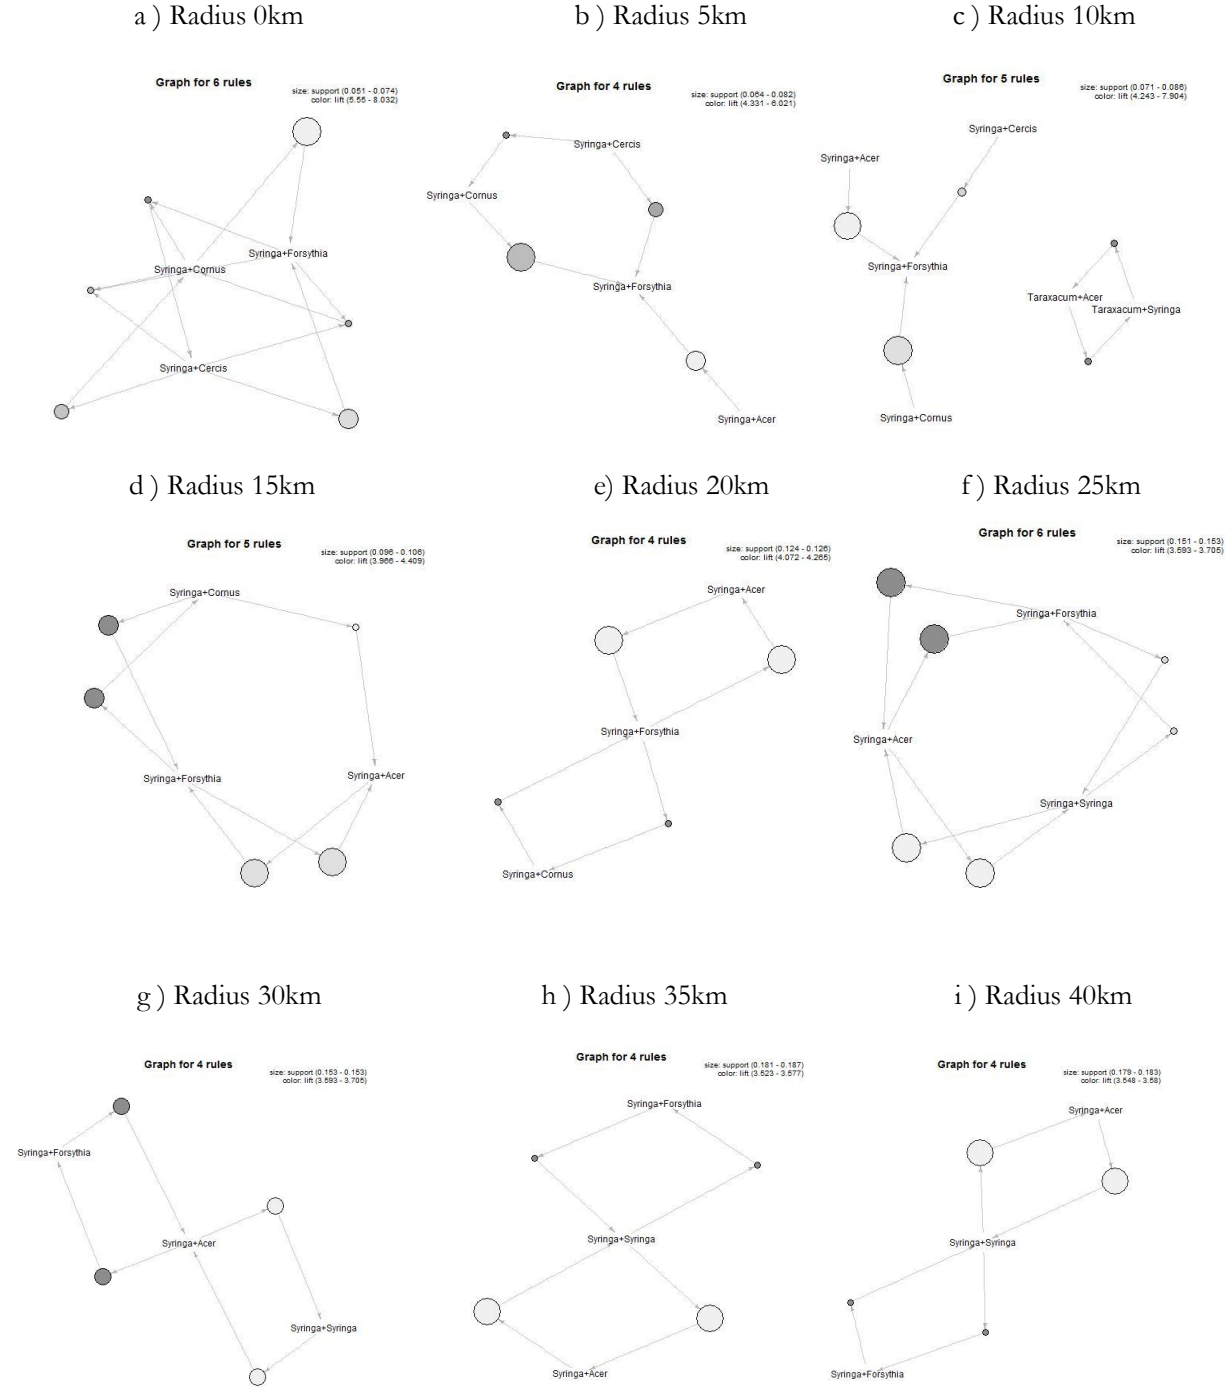 a ) Radius 0km
b ) Radius 5km
c ) Radius 10km
Graph for 6 rules
size: support (0.051 - 0.074)
color: lift (5.55 - 8.032)
Syringa+Forsythia
Syringa+Cornus
Syringa+Cercis
Graph for 4 rules
size: support (0.064 - 0.082)
color: lift (4.331 - 6.021)
Syringa+Cercis
Syringa+Cornus
Syringa+Forsythia
Syringa+Acer
Graph for 5 rules
size: support (0.071 - 0.086)
color: lift (4.243 - 7.904)
Syringa+Cercis
Syringa+Acer
Syringa+Forsythia
Taraxacum+Acer
Taraxacum+Syringa
Syringa+Cornus
d ) Radius 15km
e) Radius 20km
f ) Radius 25km
Graph for 5 rules
size: support (0.096 - 0.106)
color: lift (3.966 - 4.409)
Syringa+Cornus
Syringa+Forsythia
Syringa+Acer
Graph for 4 rules
size: support (0.124 - 0.126)
color: lift (4.072 - 4.265)
Syringa+Acer
Syringa+Forsythia
Syringa+Cornus
Graph for 6 rules
size: support (0.151 - 0.153)
color: lift (3.593 - 3.705)
Syringa+Forsythia
Syringa+Acer
Syringa+Syringa
g ) Radius 30km
h ) Radius 35km
i ) Radius 40km
Graph for 4 rules
size: support (0.153 - 0.153)
color: lift (3.593 - 3.705)
Syringa+Forsythia
Syringa+Acer
Syringa+Syringa
Graph for 4 rules
size: support (0.181 - 0.187)
color: lift (3.523 - 3.577)
Syringa+Forsythia
Syringa+Syringa
Syringa+Acer
Graph for 4 rules
size: support (0.179 - 0.183)
color: lift (3.548 - 3.58)
Syringa+Acer
Syringa+Syringa
Syringa+Forsythia